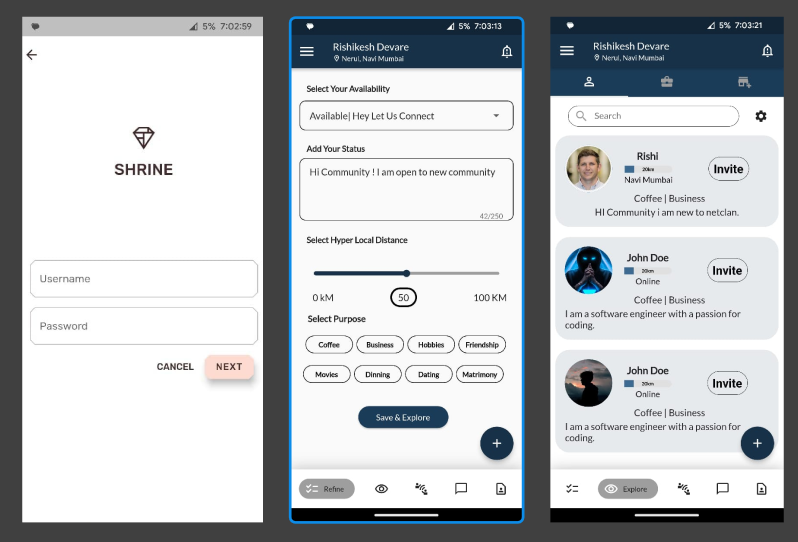 5% 7:02:59
SHRINE
Username
Password
CANCEL NEXT
5% 7:03:13
Rishikesh Devare
Nerul, Navi Mumbai
Select Your Availability
Available| Hey Let Us Connect
Add Your Status
Hi Community ! I am open to new community
42/250
Select Hyper Local Distance
0 kM 50 100 KM
Select Purpose
Coffee Business Hobbies Friendship
Movies Dinning Dating Matrimony
Save & Explore
+
Refine
5% 7:03:21
Rishikesh Devare
Nerul, Navi Mumbai
Search
Rishi
20km
Navi Mumbai
Invite
Coffee | Business
HI Community i am new to netclan.
John Doe
20km
Online
Invite
Coffee | Business
I am a software engineer with a passion for
coding.
John Doe
20km
Online
Invite
Coffee | Business
I am a software engineer with a passion for
coding.
+
Explore